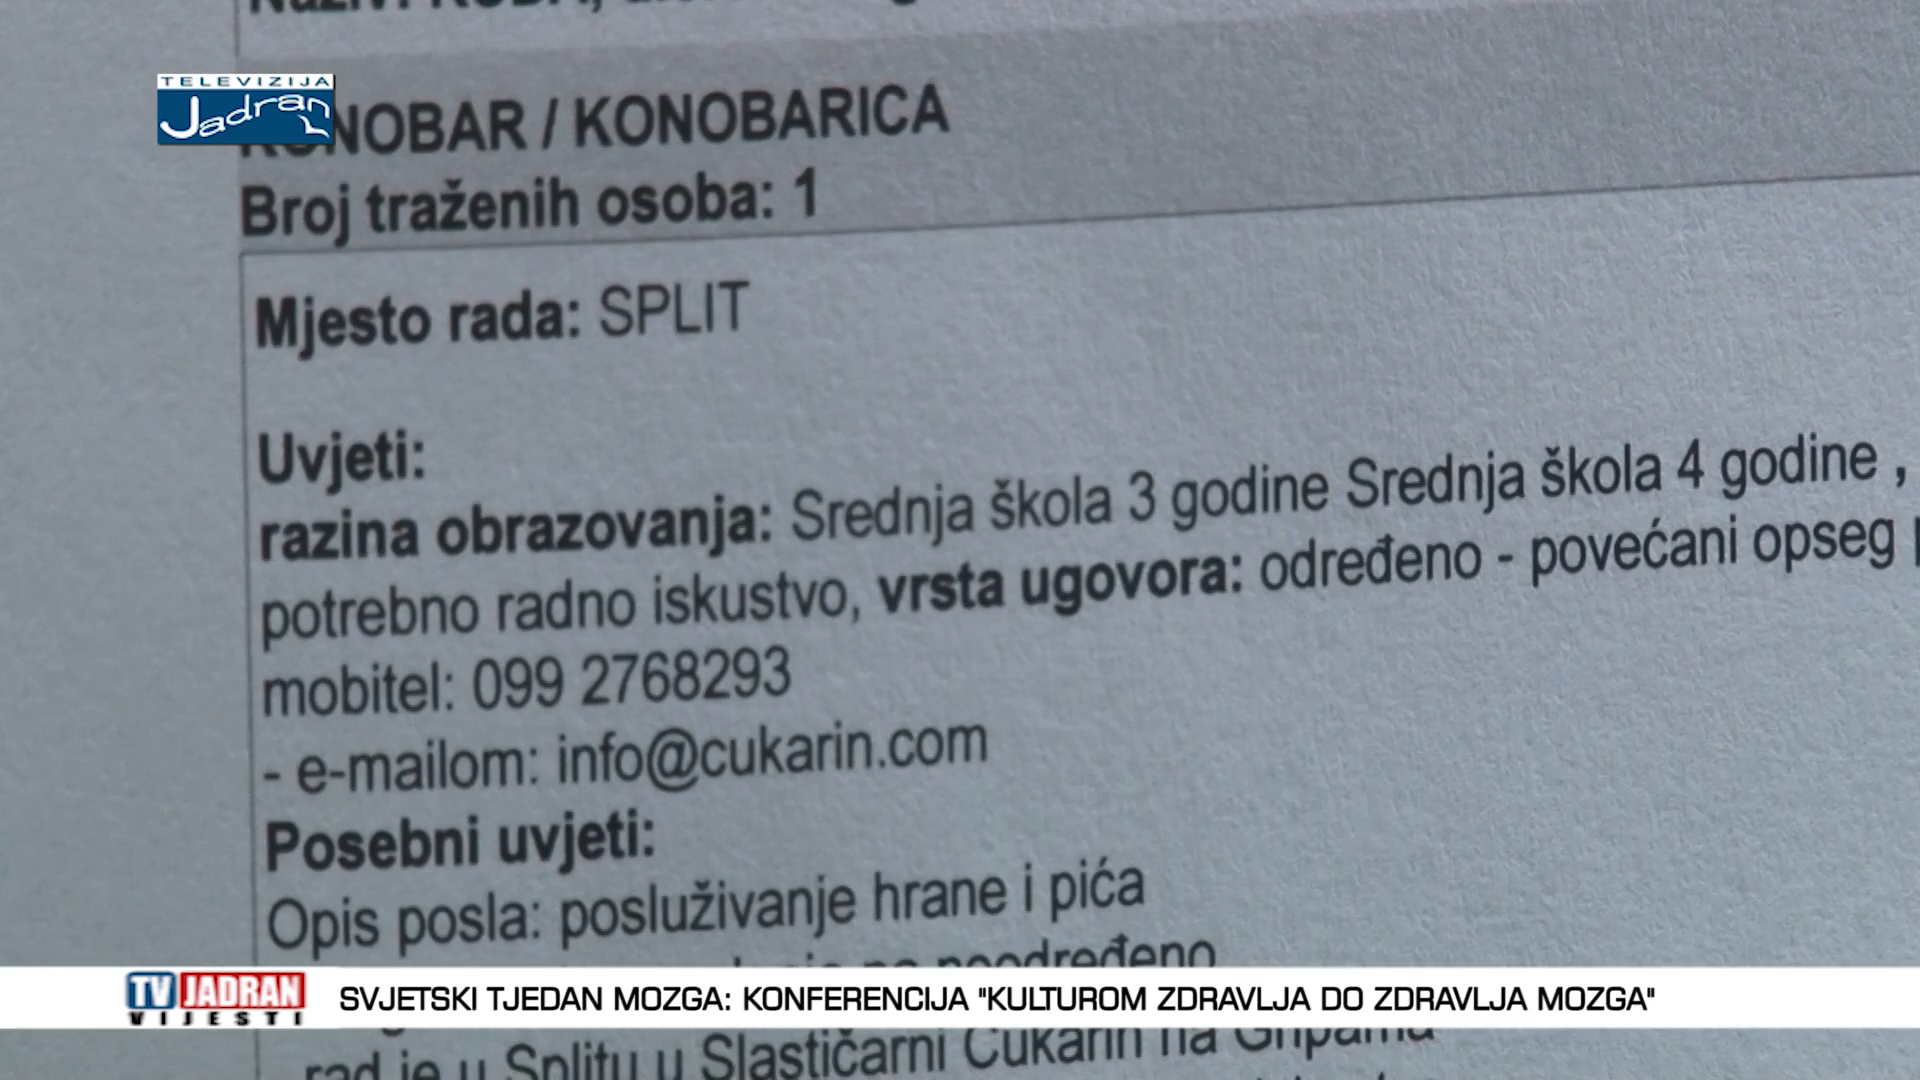 TELEVIZIJA
Jadran
KONOBAR / KONOBARICA
Broj traženih osoba: 1
Mjesto rada: SPLIT
Uvjeti:
razina obrazovanja: Srednja škola 3 godine Srednja škola 4 godine ,
potrebno radno iskustvo, vrsta ugovora: određeno - povećani opseg
mobitel: 099 2768293
- e-mailom: info@cukarin.com
Posebni uvjeti:
Opis posla: posluživanje hrane i pića
neodređeno
TV JADRAN
VIJESTI
SVJETSKI TJEDAN MOZGA: KONFERENCIJA "KULTUROM ZDRAVLJA DO ZDRAVLJA MOZGA"
rad je u Splitu u Slastičarni Cukarin na Gripama